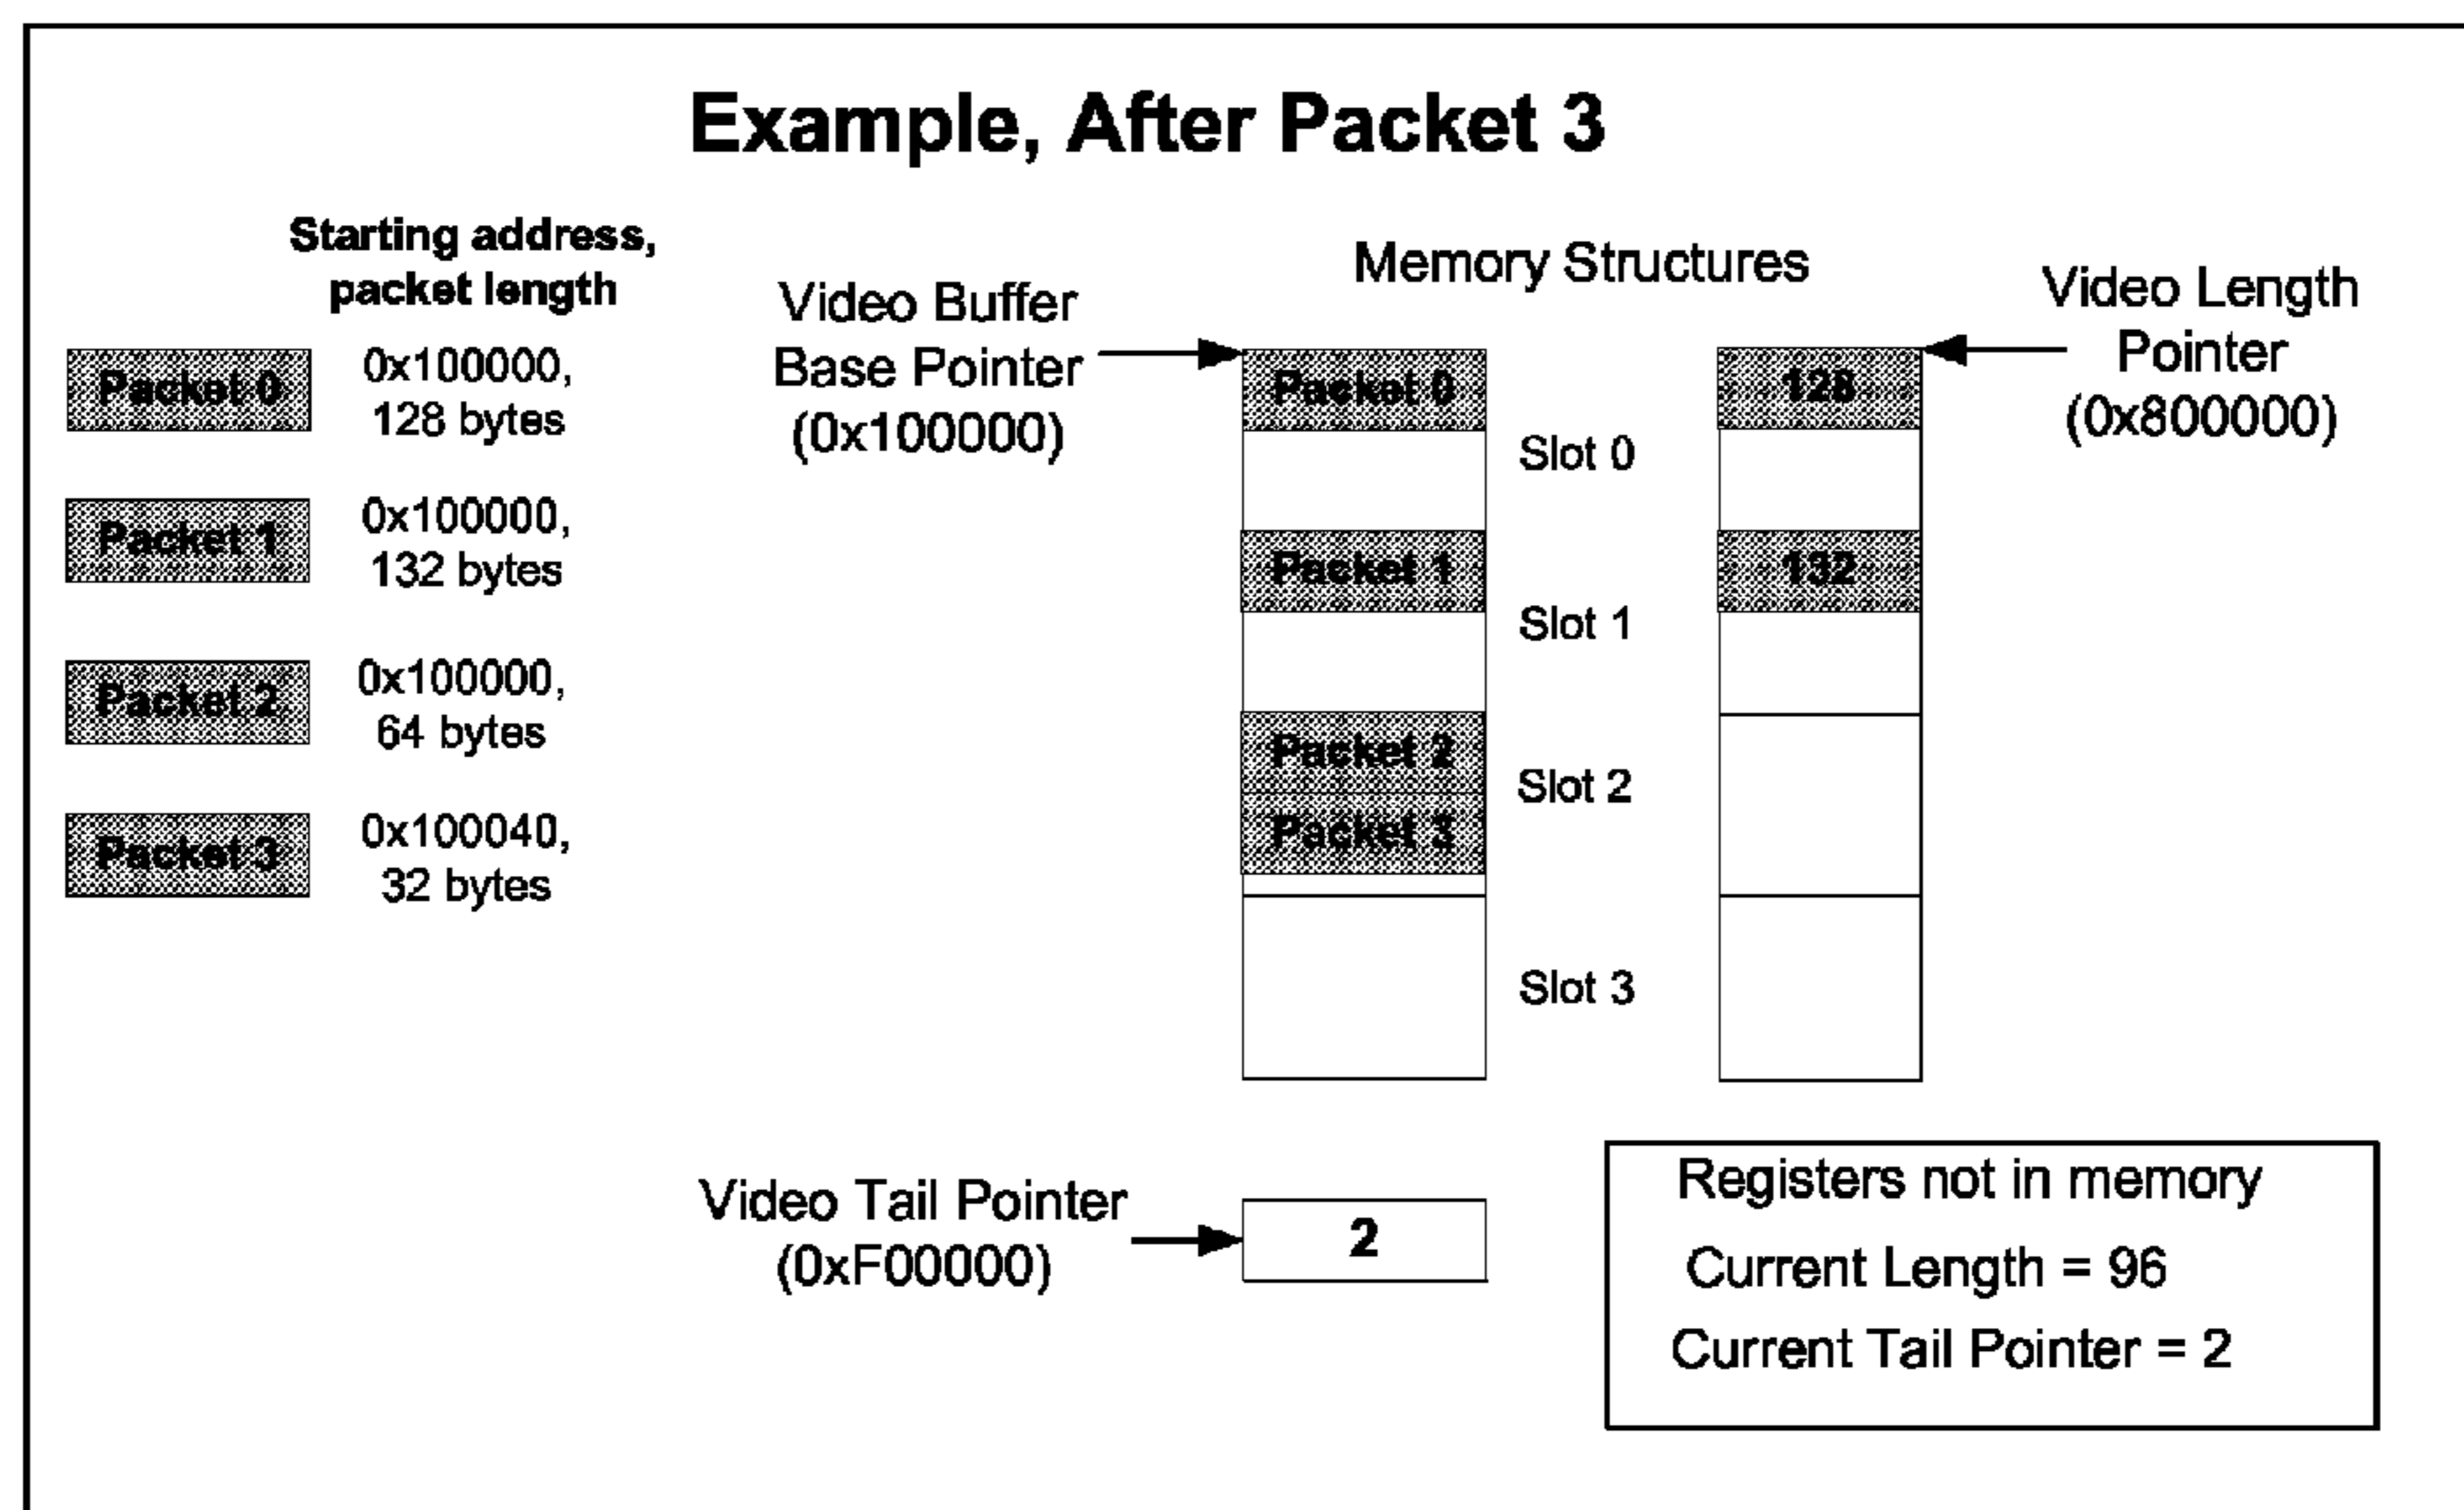 Example, After Packet 3
Starting address,
packet length
Packet 0
0x100000,
128 bytes
Packet 1
0x100000,
132 bytes
Packet 2
0x100000,
64 bytes
Packet 3
0x100040,
32 bytes
Video Buffer
Base Pointer
(0x100000)
Memory Structures
Packet 0
Slot 0
Packet 1
Slot 1
Packet 2
Packet 3
Slot 2
Slot 3
128
132
Video Length
Pointer
(0x800000)
Video Tail Pointer
(0xF00000)
2
Registers not in memory
Current Length = 96
Current Tail Pointer = 2